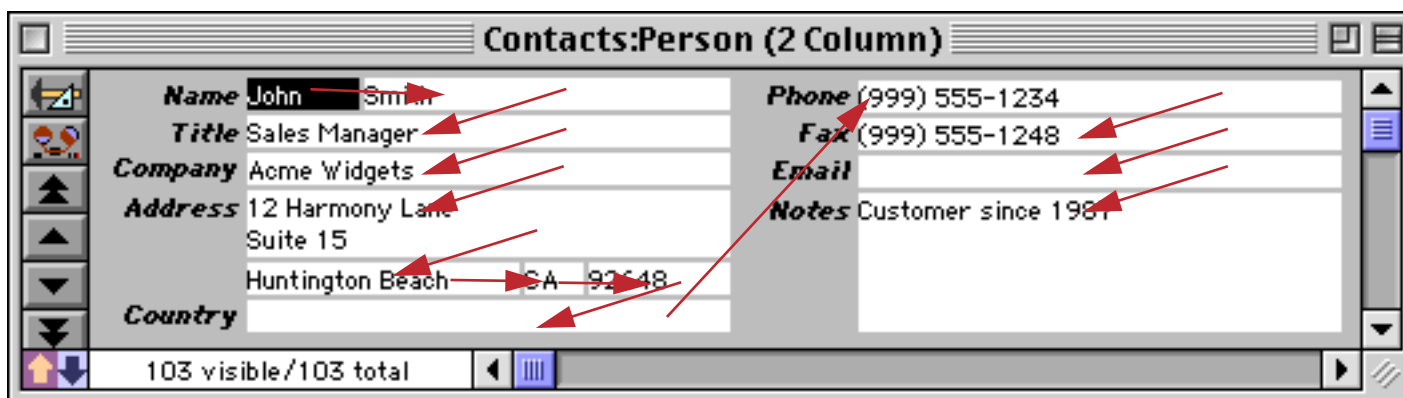 Contacts:Person (2 Column)
Name John Smith
Title Sales Manager
Company Acme Widgets
Address 12 Harmony Lane
Suite 15
Huntington Beach CA 92648
Country
Phone (999) 555-1234
Fax (999) 555-1248
Email
Notes Customer since 1981
103 visible/103 total